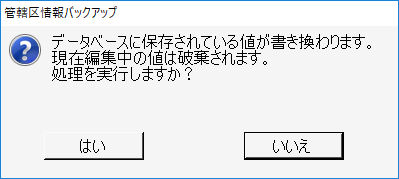 管轄区情報バックアップ
データベースに保存されている値が書き換わります。
現在編集中の値は破棄されます。
処理を実行しますか？
はい
いいえ